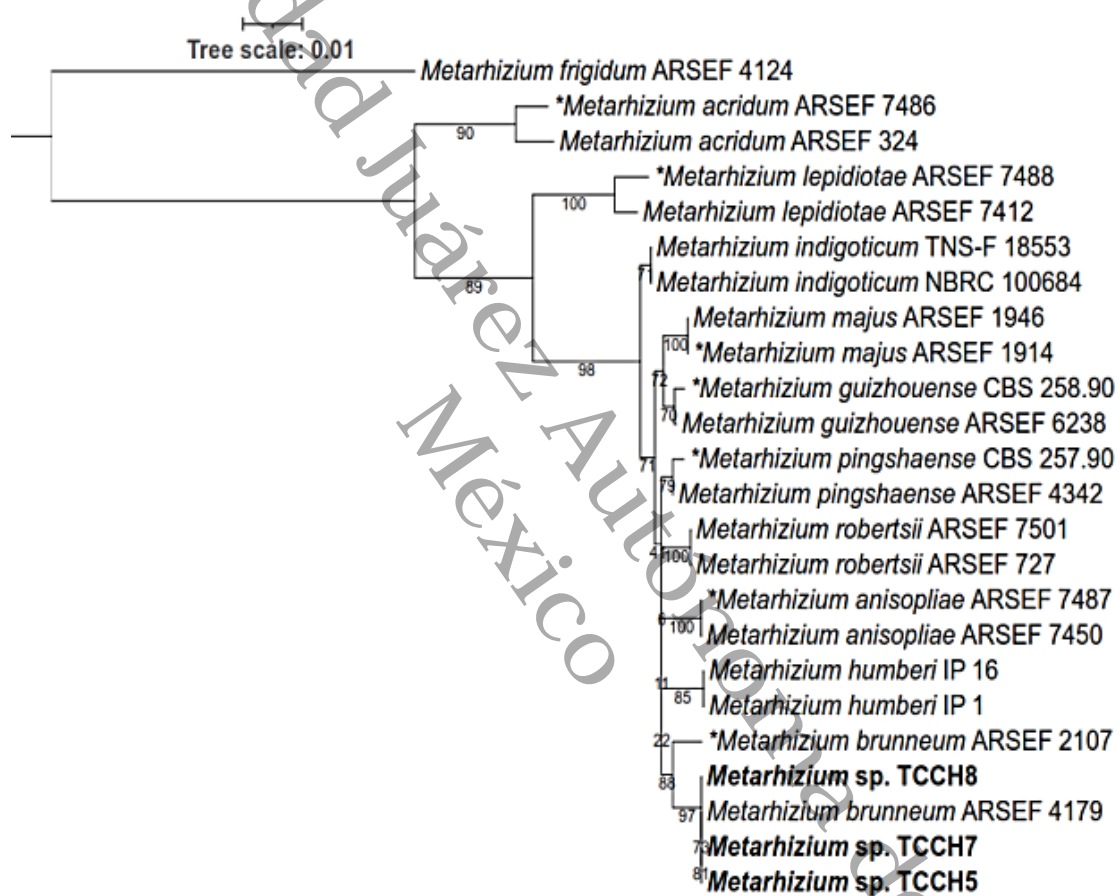 Tree scale: 0.01
Metarhizium frigidum ARSEF 4124
*Metarhizium acridum ARSEF 7486
90
Metarhizium acridum ARSEF 324
*Metarhizium lepidiotae ARSEF 7488
100
Metarhizium lepidiotae ARSEF 7412
Metarhizium indigoticum TNS-F 18553
71
Metarhizium indigoticum NBRC 100684
89
Metarhizium majus ARSEF 1946
100
*Metarhizium majus ARSEF 1914
98
72
*Metarhizium guizhouense CBS 258.90
70
Metarhizium guizhouense ARSEF 6238
71
*Metarhizium pingshaense CBS 257.90
79
Metarhizium pingshaense ARSEF 4342
Metarhizium robertsii ARSEF 7501
4
100
Metarhizium robertsii ARSEF 727
*Metarhizium anisopliae ARSEF 7487
6
100
Metarhizium anisopliae ARSEF 7450
Metarhizium humberi IP 16
11
85
Metarhizium humberi IP 1
22
*Metarhizium brunneum ARSEF 2107
Metarhizium sp. TCCH8
88
Metarhizium brunneum ARSEF 4179
97
Metarhizium sp. TCCH7
73
Metarhizium sp. TCCH5
81
dad Juárez Autónoma de
México